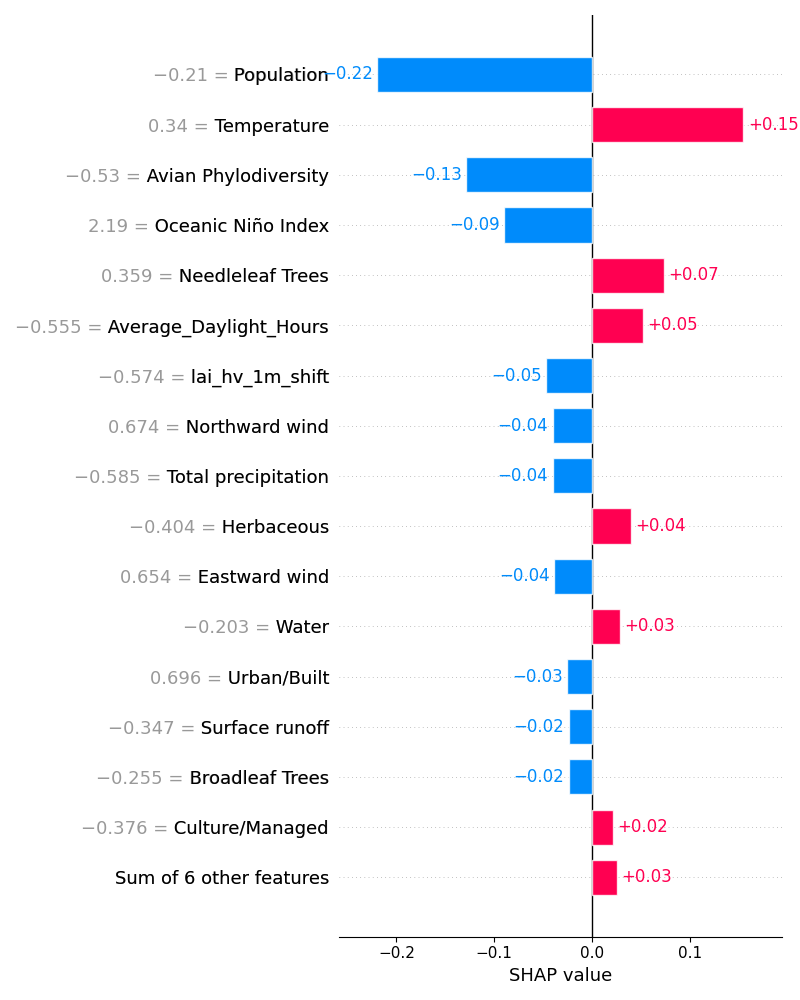 −0.21 = Population −0.22
0.34 = Temperature +0.15
−0.53 = Avian Phylodiversity −0.13
2.19 = Oceanic Niño Index −0.09
0.359 = Needleleaf Trees +0.07
−0.555 = Average_Daylight_Hours +0.05
−0.574 = lai_hv_1m_shift −0.05
0.674 = Northward wind −0.04
−0.585 = Total precipitation −0.04
−0.404 = Herbaceous +0.04
0.654 = Eastward wind −0.04
−0.203 = Water +0.03
0.696 = Urban/Built −0.03
−0.347 = Surface runoff −0.02
−0.255 = Broadleaf Trees −0.02
−0.376 = Culture/Managed +0.02
Sum of 6 other features +0.03
−0.2 −0.1 0.0 0.1
SHAP value